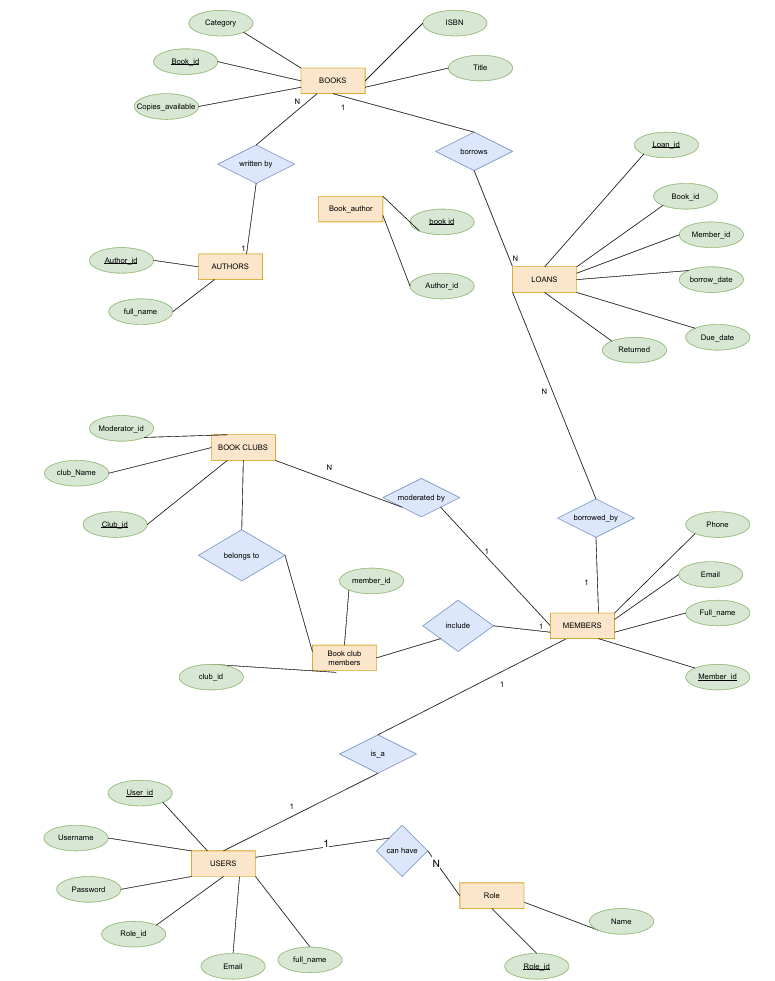 Category
ISBN
Book_id
Title
BOOKS
Copies_available
N
1
written by
borrows
Loan_id
Book_id
Book_author
book id
Member_id
1
N
Author_id
AUTHORS
LOANS
borrow_date
Author_id
full_name
Due_date
Returned
N
Moderator_id
BOOK CLUBS
club_Name
N
moderated by
Club_id
borrowed_by
Phone
1
belongs to
member_id
1
Email
Full_name
include
1
MEMBERS
Book club
members
club_id
Member_id
1
is_a
User_id
1
Username
1
can have
USERS
N
Password
Role
Name
Role_id
Email
full_name
Role_id